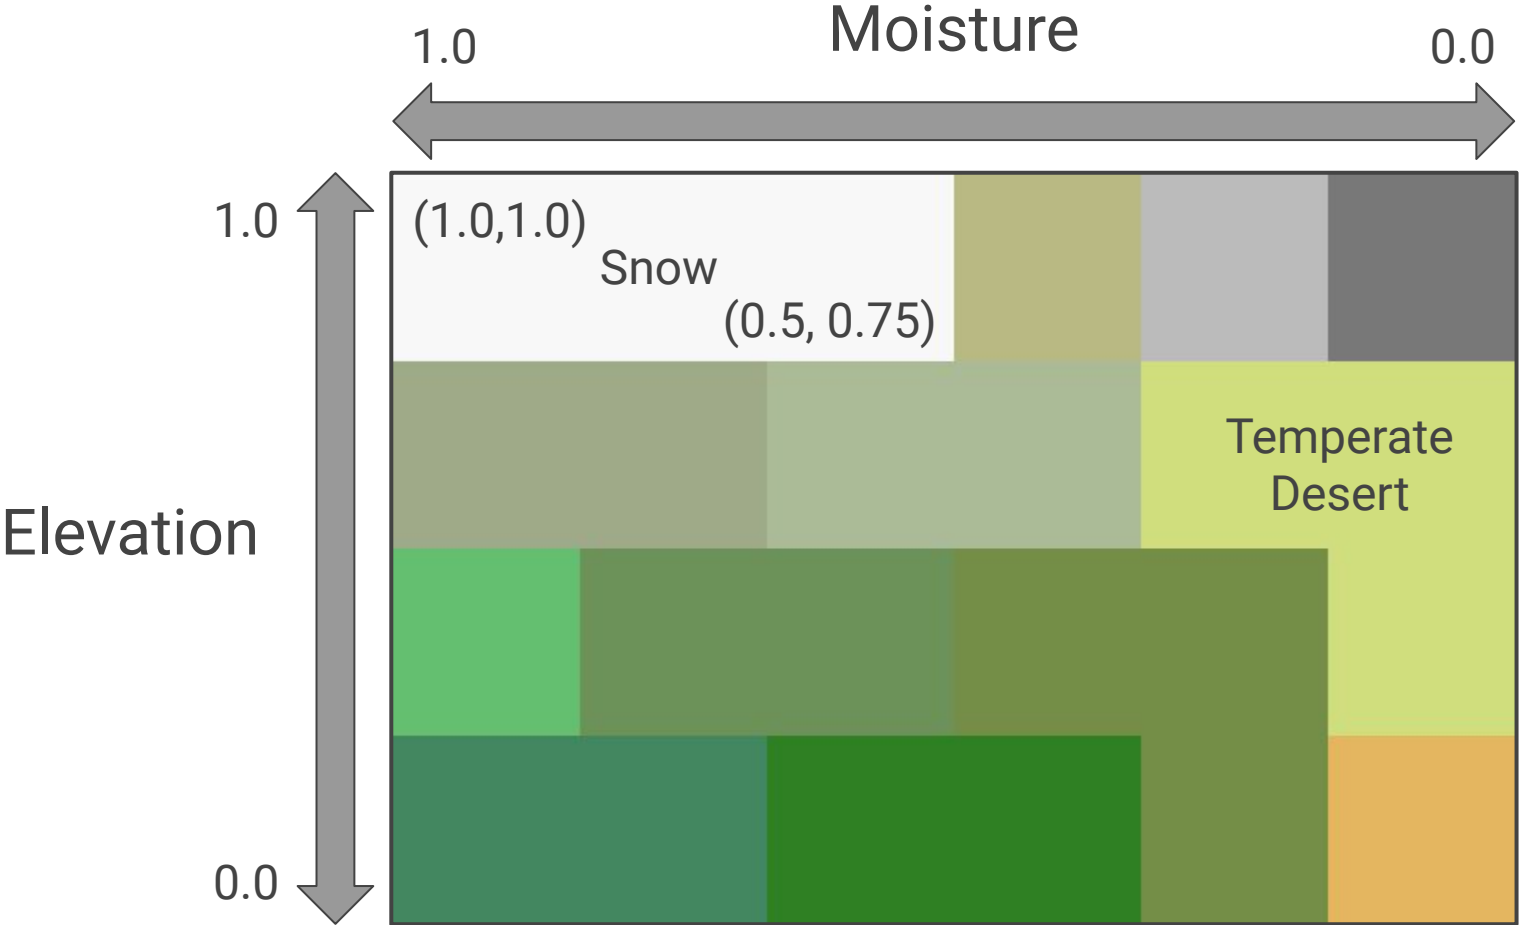 Moisture
1.0
0.0
1.0
(1.0,1.0)
Snow
(0.5, 0.75)
Temperate
Desert
Elevation
0.0